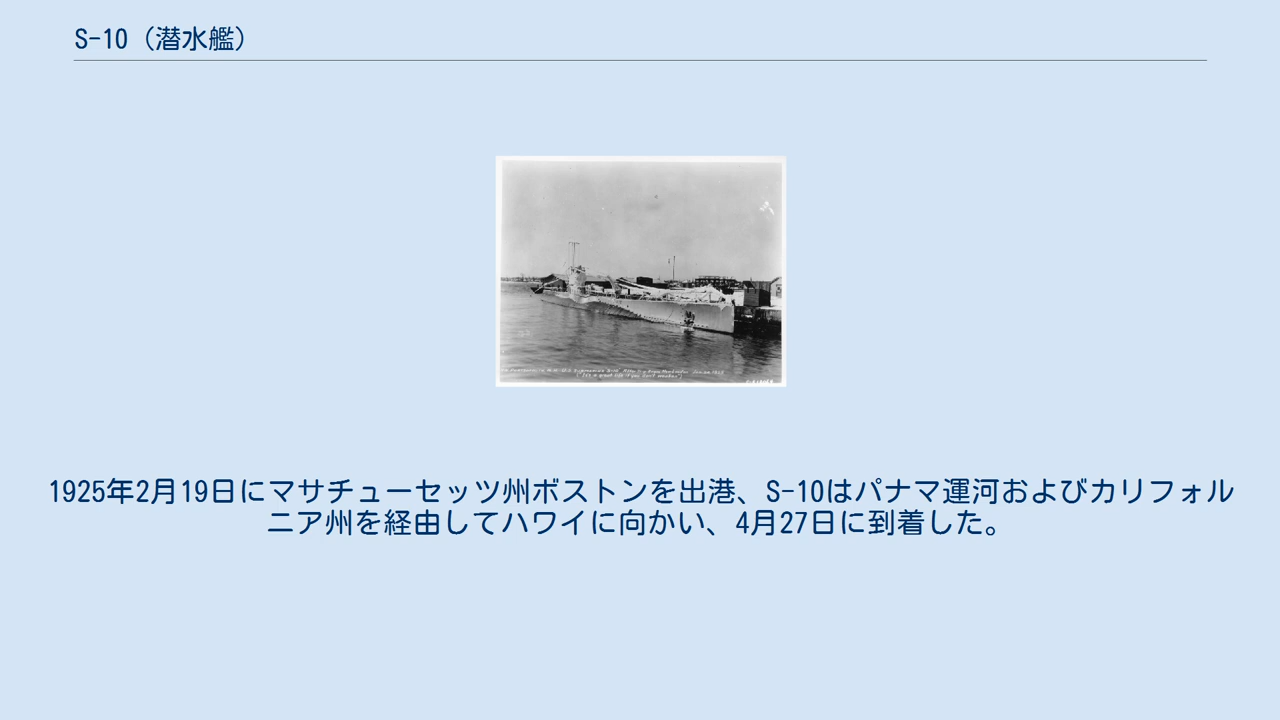 S-10（潜水艦）
1925年2月19日にマサチューセッツ州ボストンを出港、S-10はパナマ運河およびカリフォル
ニア州を経由してハワイに向かい、4月27日に到着した。